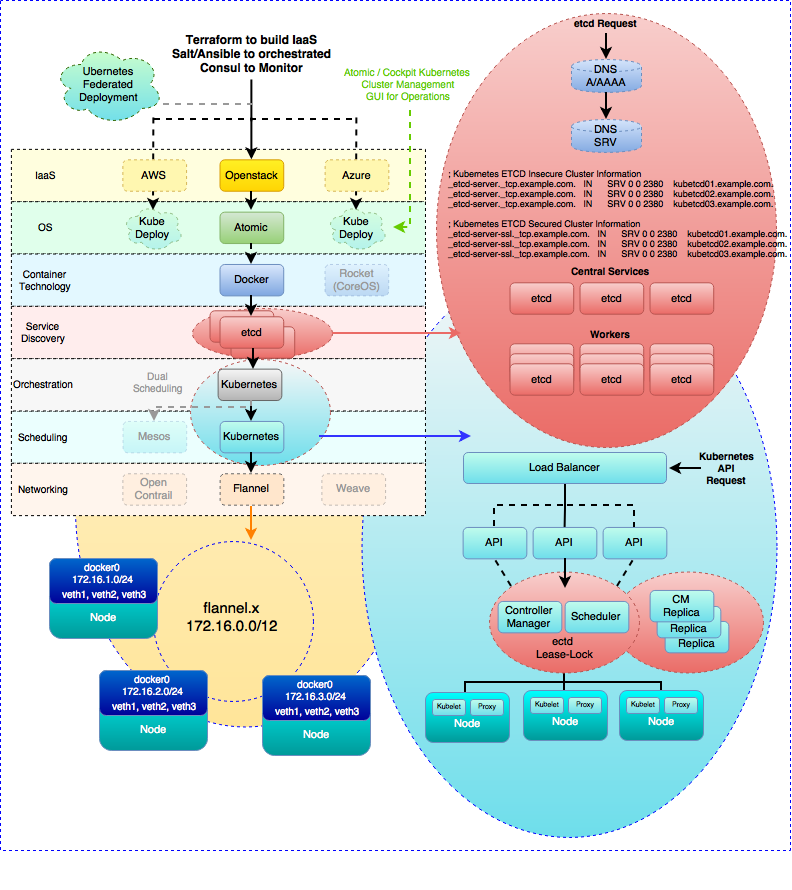 Terraform to build IaaS
Salt/Ansible to orchestrated
Consul to Monitor
Ubernetes
Federated
Deployment
Atomic / Cockpit Kubernetes
Cluster Management
GUI for Operations
IaaS
AWS
Openstack
Azure
OS
Kube
Deploy
Atomic
Kube
Deploy
Container
Technology
Docker
Rocket
(CoreOS)
Service
Discovery
etcd
Orchestration
Dual
Scheduling
Kubernetes
Scheduling
Mesos
Kubernetes
Networking
Open
Contrail
Flannel
Weave
flannel.x
172.16.0.0/12
docker0
172.16.1.0/24
veth1, veth2, veth3
Node
docker0
172.16.2.0/24
veth1, veth2, veth3
Node
docker0
172.16.3.0/24
veth1, veth2, veth3
Node
etcd Request
DNS
A/AAAA
DNS
SRV
; Kubernetes ETCD Insecure Cluster Information
_etcd-server._tcp.example.com. IN SRV 0 0 2380 kubetcd01.example.com.
_etcd-server._tcp.example.com. IN SRV 0 0 2380 kubetcd02.example.com.
_etcd-server._tcp.example.com. IN SRV 0 0 2380 kubetcd03.example.com.
; Kubernetes ETCD Secured Cluster Information
_etcd-server-ssl._tcp.example.com. IN SRV 0 0 2380 kubetcd01.example.com.
_etcd-server-ssl._tcp.example.com. IN SRV 0 0 2380 kubetcd02.example.com.
_etcd-server-ssl._tcp.example.com. IN SRV 0 0 2380 kubetcd03.example.com.
Central Services
etcd etcd etcd
Workers
etcd etcd etcd
Load Balancer
Kubernetes
API
Request
API API API
Controller
Manager
Scheduler
ectd
Lease-Lock
CM
Replica
Replica
Replica
Kubelet Proxy
Node
Kubelet Proxy
Node
Kubelet Proxy
Node